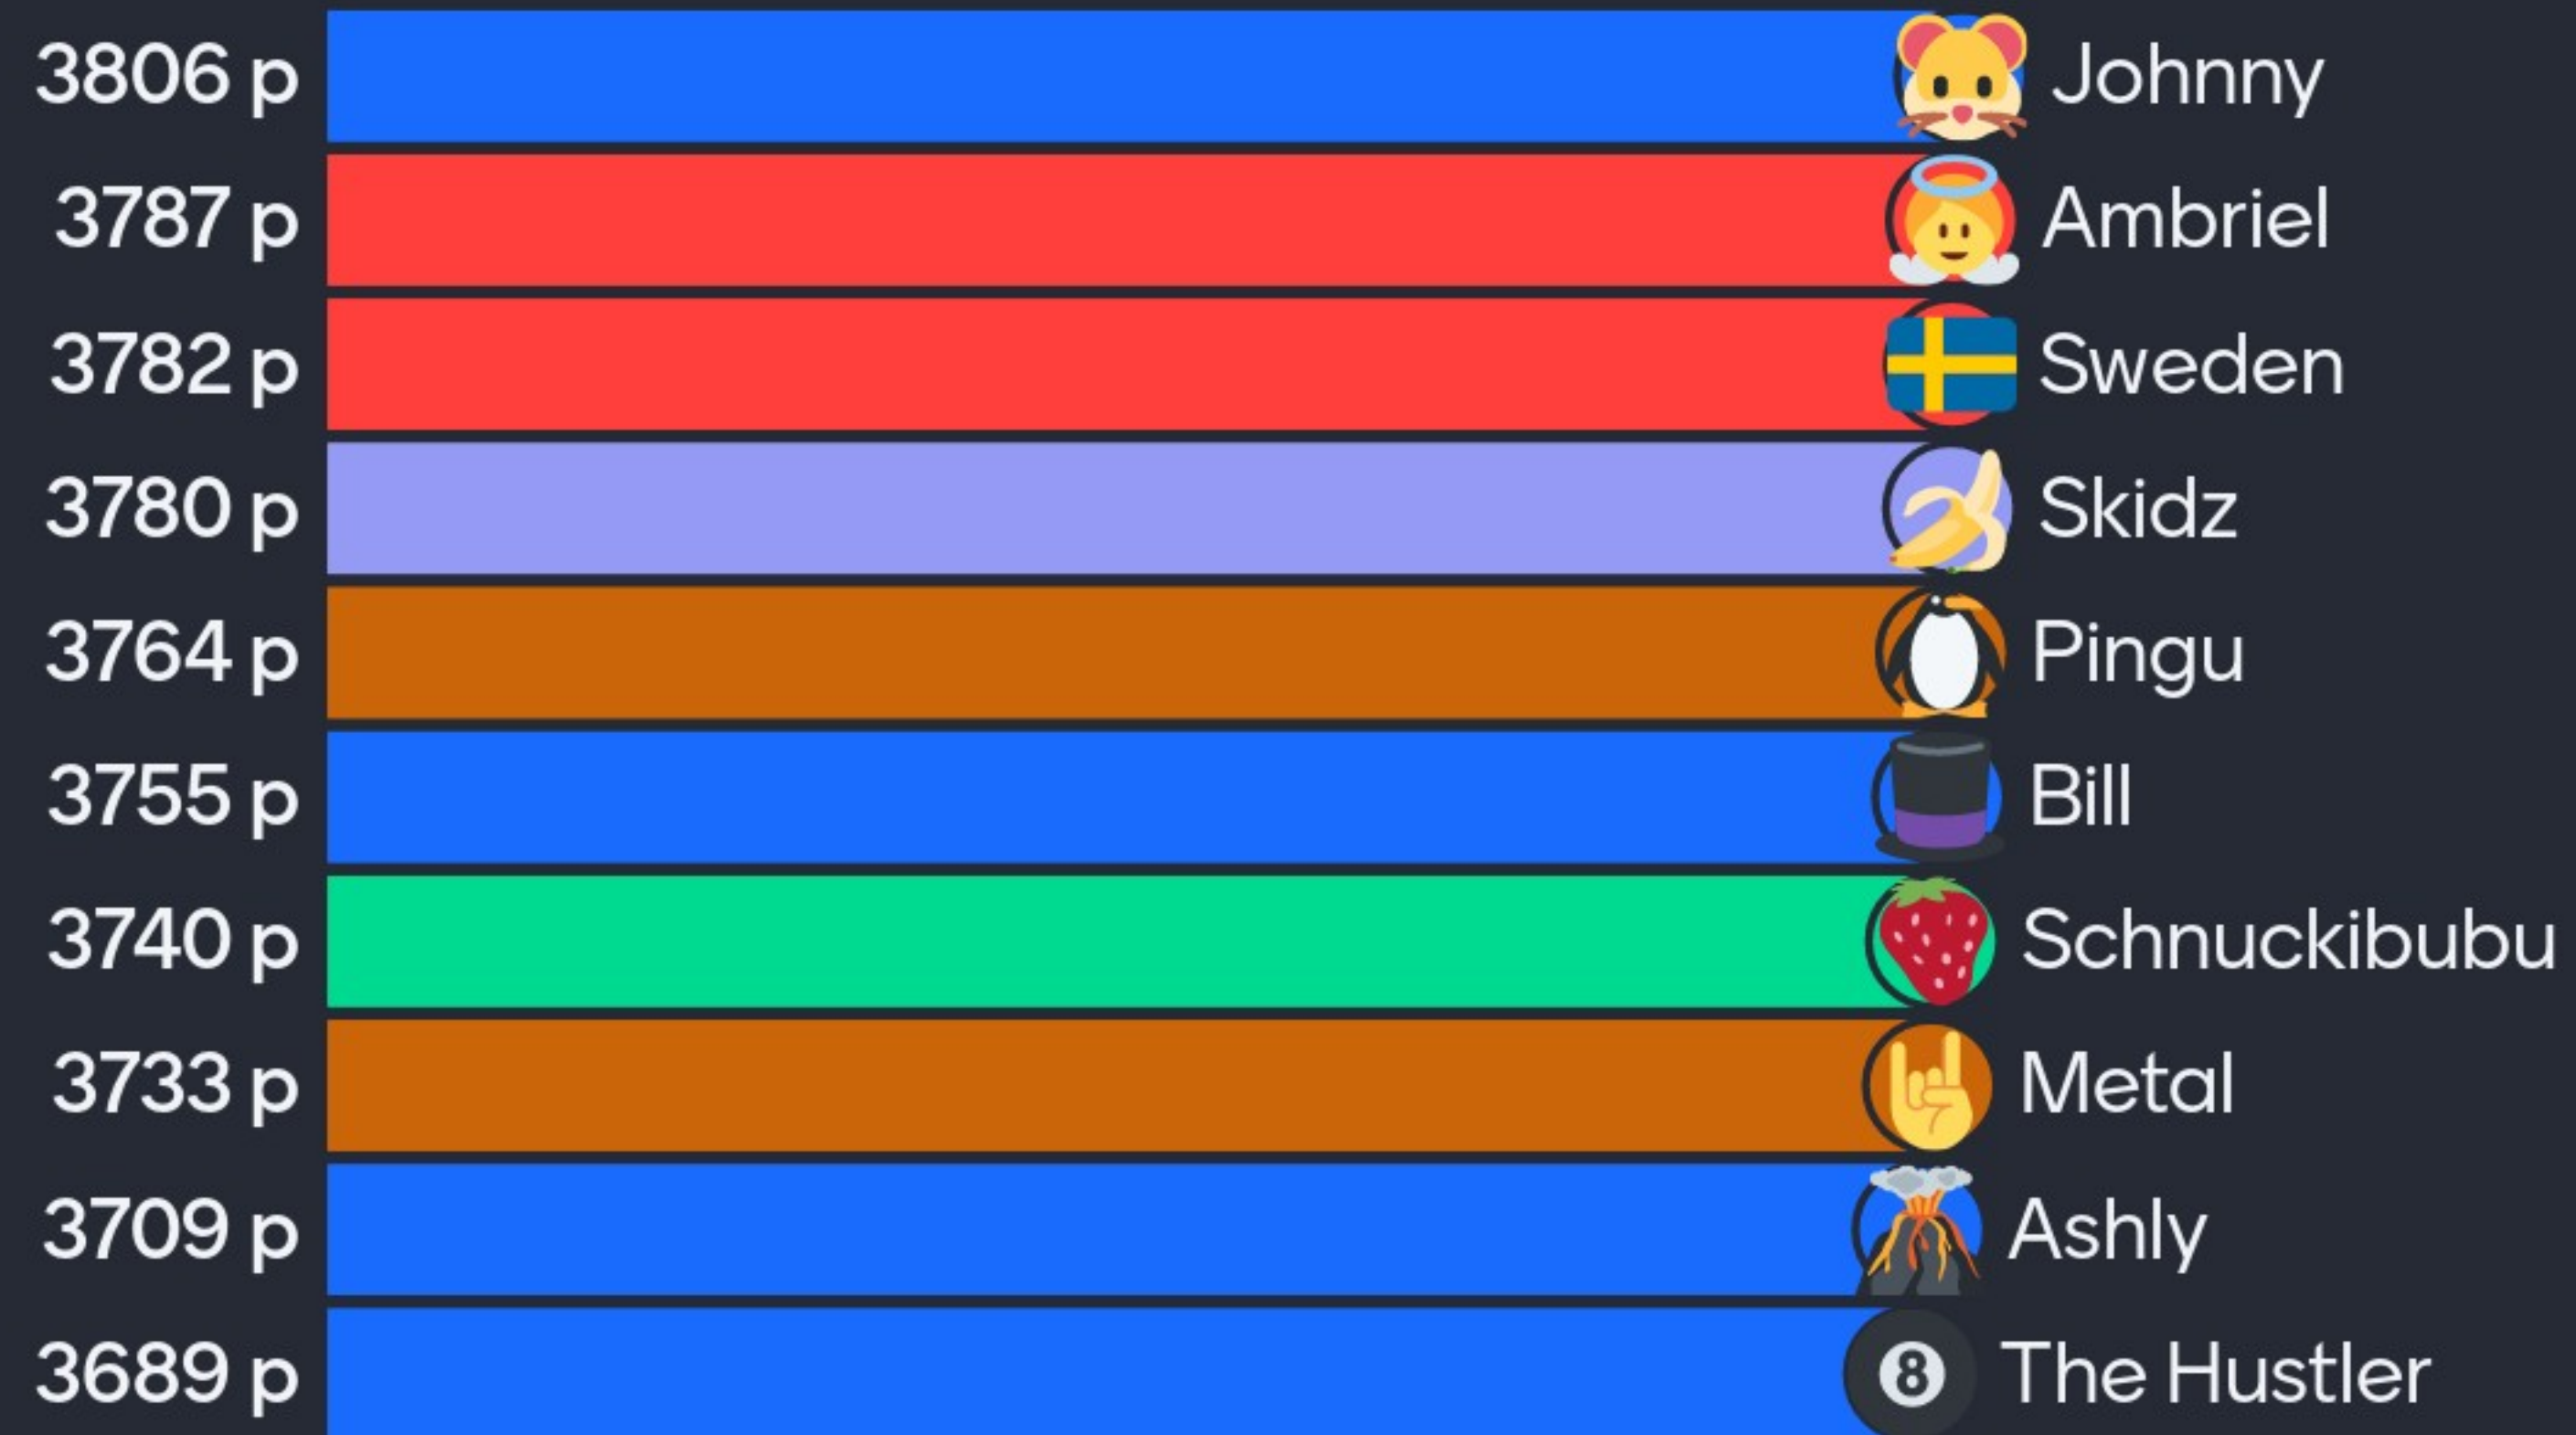 3806 p Johnny
3787 p Ambriel
3782 p Sweden
3780 p Skidz
3764 p Pingu
3755 p Bill
3740 p Schnuckibubu
3733 p Metal
3709 p Ashly
3689 p 8 The Hustler